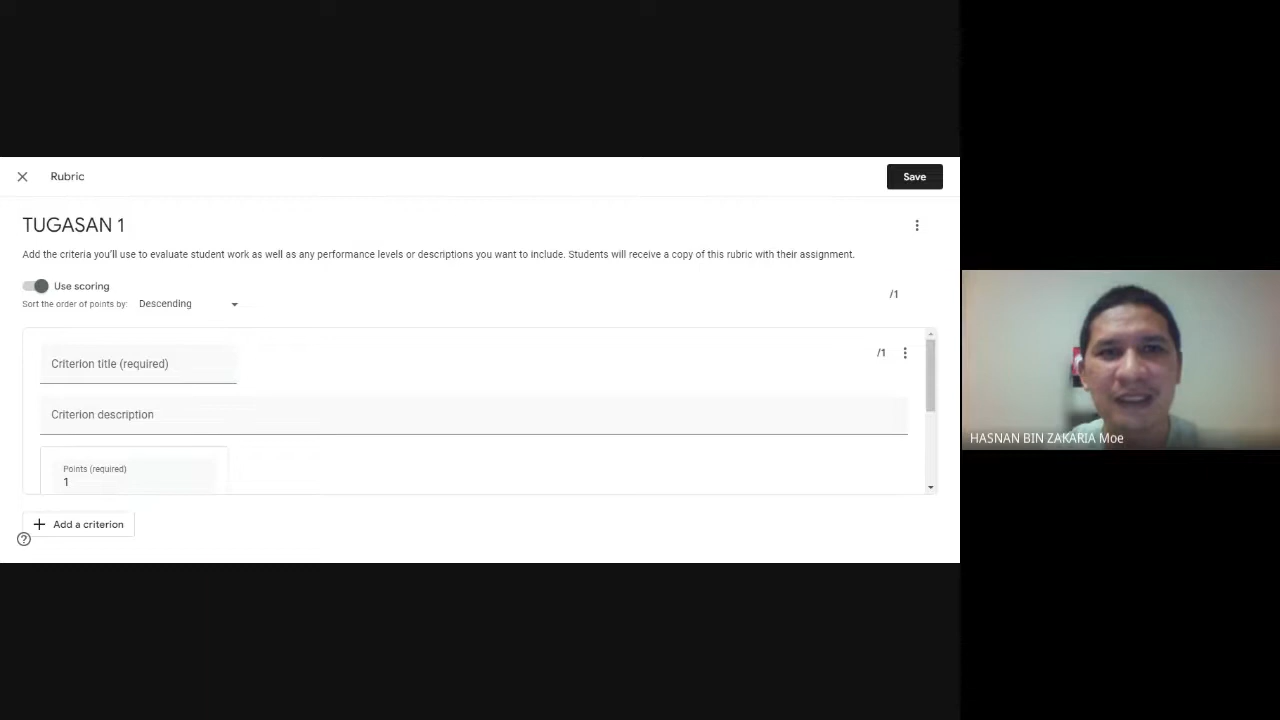 Rubric
Save
TUGASAN 1
Add the criteria you'll use to evaluate student work as well as any performance levels or descriptions you want to include. Students will receive a copy of this rubric with their assignment.
Use scoring
/1
Sort the order of points by: Descending
Criterion title (required)
/1
Criterion description
Points (required)
1
Add a criterion
HASNAN BIN ZAKARIA Moe